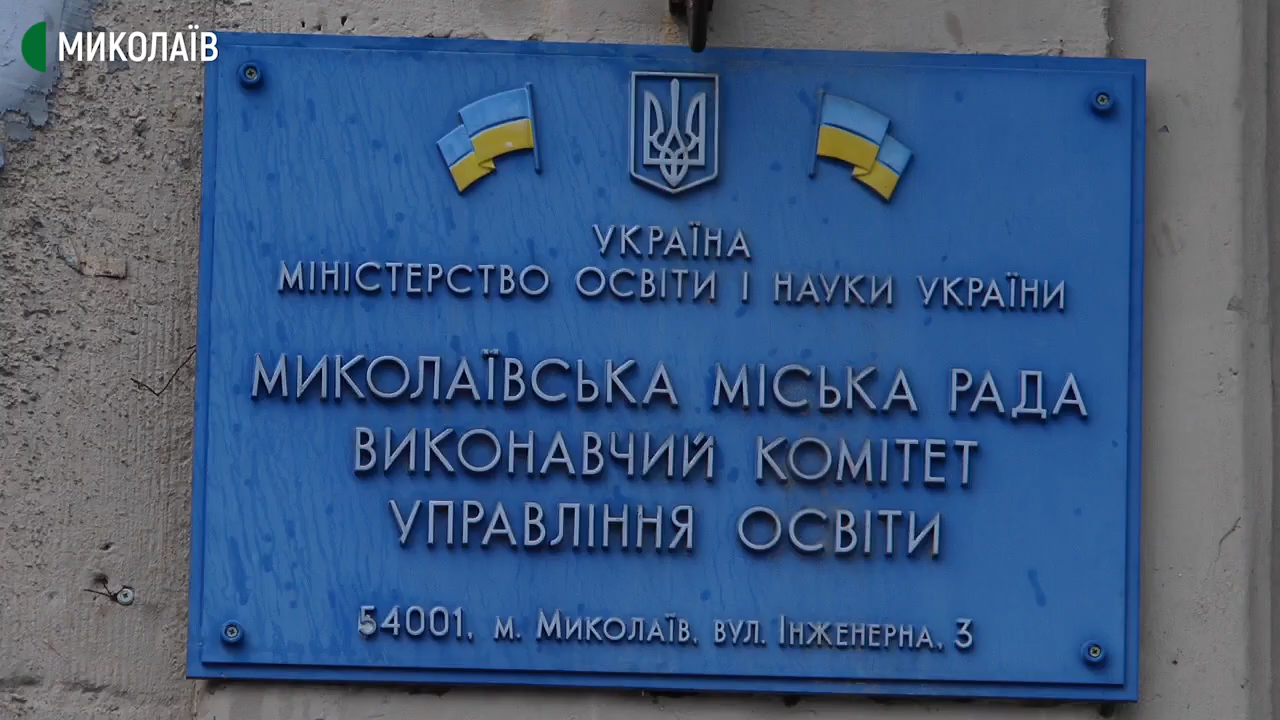 МИКОЛАЇВ
УКРАЇНА
МІНІСТЕРСТВО ОСВІТИ І НАУКИ УКРАЇНИ
МИКОЛАЇВСЬКА МІСЬКА РАДА
ВИКОНАВЧИЙ КОМІТЕТ
УПРАВЛІННЯ ОСВІТИ
54001, м. Миколаїв, вул. Інженерна, 3